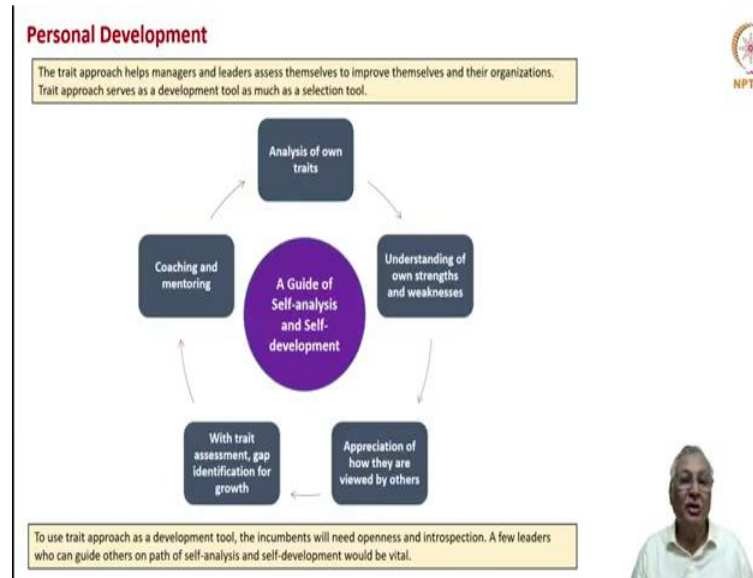 Personal Development
The trait approach helps managers and leaders assess themselves to improve themselves and their organizations.
Trait approach serves as a development tool as much as a selection tool.
Analysis of own
traits
Understanding of
own strengths
and weaknesses
Appreciation of
how they are
viewed by others
With trait
assessment, gap
identification for
growth
Coaching and
mentoring
A Guide of
Self-analysis
and Self-
development
To use trait approach as a development tool, the incumbents will need openness and introspection. A few leaders
who can guide others on path of self-analysis and self-development would be vital.
NPT